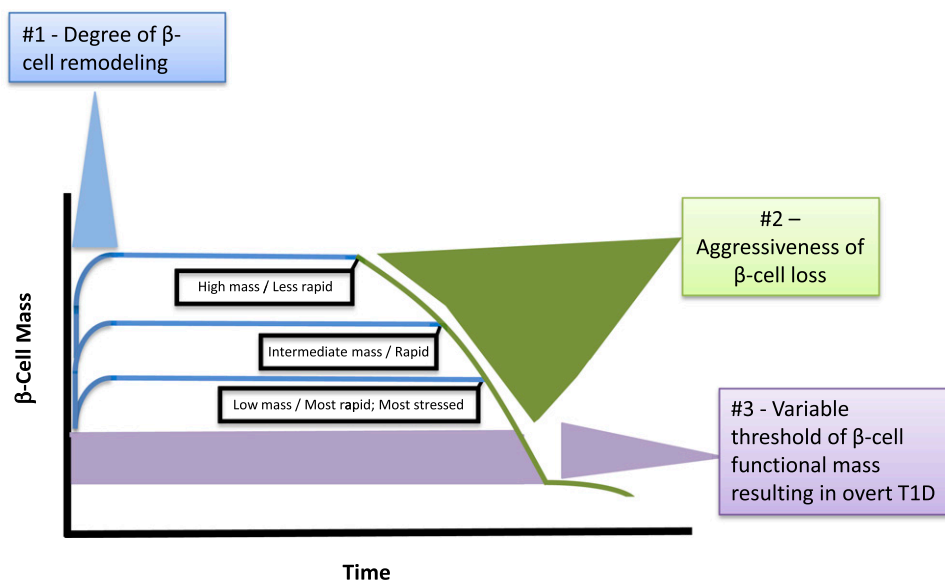 #1 - Degree of β-
cell remodeling
#2 –
Aggressiveness of
β-cell loss
High mass / Less rapid
Intermediate mass / Rapid
Low mass / Most rapid; Most stressed
#3 - Variable
threshold of β-cell
functional mass
resulting in overt T1D
β-Cell Mass
Time